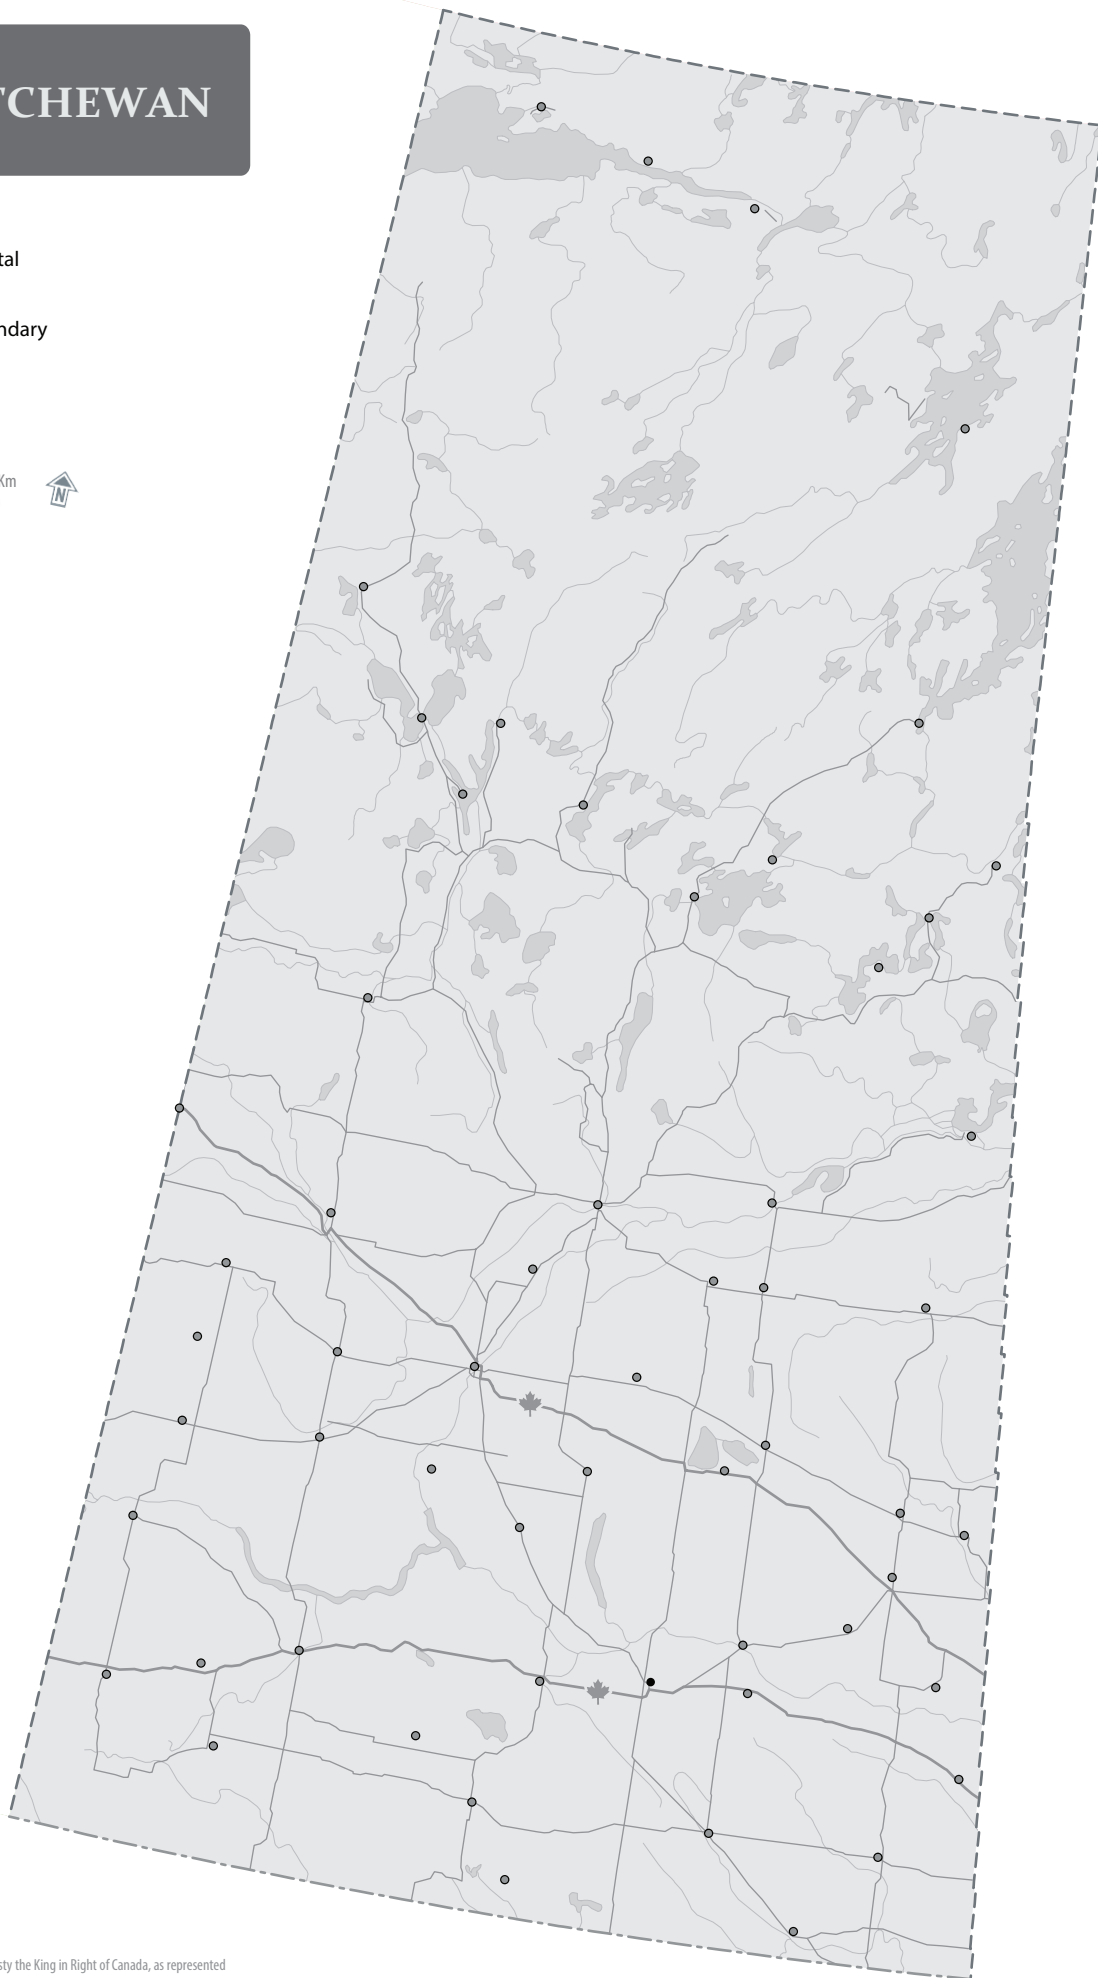 TCHEWAN
tal
ndary
Km
N
sty the King in Right of Canada, as represented